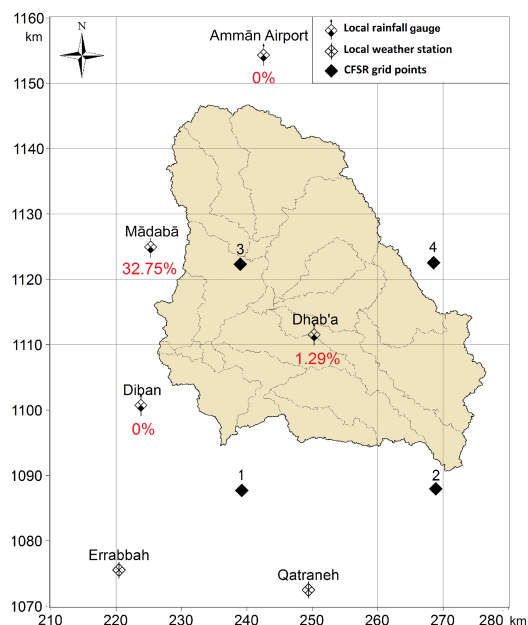 1160
km
N
Ammān Airport
0%
Local rainfall gauge
Local weather station
CFSR grid points
1150
1140
1130
Mādabā
32.75%
3
4
1120
Dhab'a
1.29%
1110
Diban
0%
1100
1090
1
2
1080
Errabbah
Qatraneh
1070
210 220 230 240 250 260 270 280 km